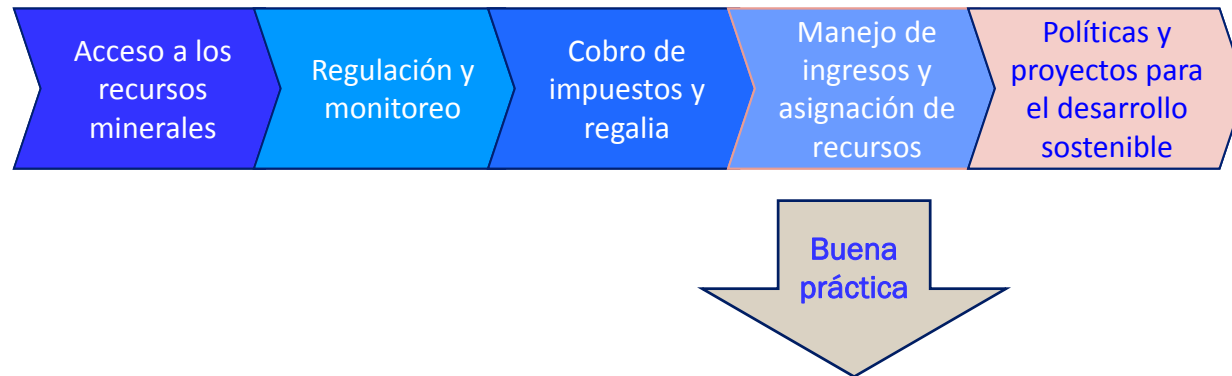 Acceso a los
recursos
minerales
Regulación y
monitoreo
Cobro de
impuestos y
regalia
Manejo de
ingresos y
asignación de
recursos
Políticas y
proyectos para
el desarrollo
sostenible
Buena
práctica